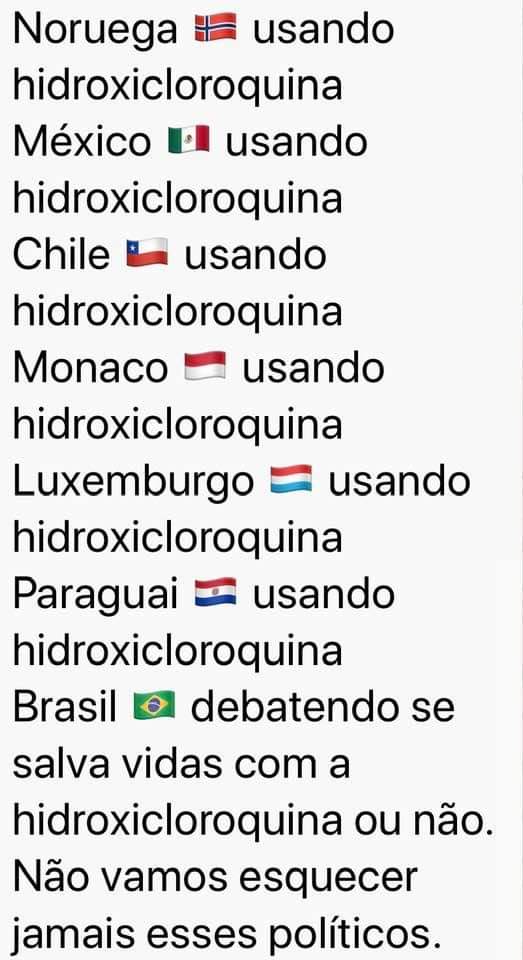 Noruega 🇳🇴 usando
hidroxicloroquina
México 🇲🇽 usando
hidroxicloroquina
Chile 🇨🇱 usando
hidroxicloroquina
Monaco 🇲🇨 usando
hidroxicloroquina
Luxemburgo 🇱🇺 usando
hidroxicloroquina
Paraguai 🇵🇾 usando
hidroxicloroquina
Brasil 🇧🇷 debatendo se
salva vidas com a
hidroxicloroquina ou não.
Não vamos esquecer
jamais esses políticos.